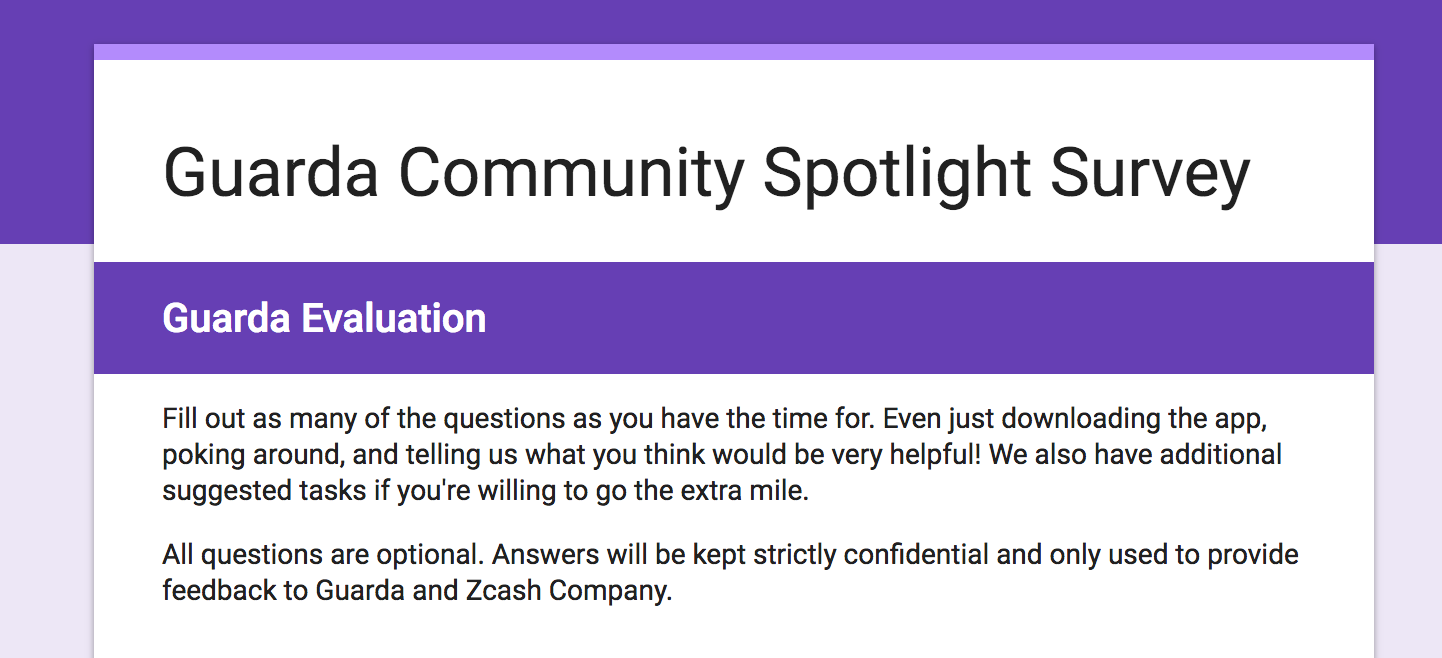 Guarda Community Spotlight Survey
Guarda Evaluation
Fill out as many of the questions as you have the time for. Even just downloading the app,
poking around, and telling us what you think would be very helpful! We also have additional
suggested tasks if you're willing to go the extra mile.
All questions are optional. Answers will be kept strictly confidential and only used to provide
feedback to Guarda and Zcash Company.